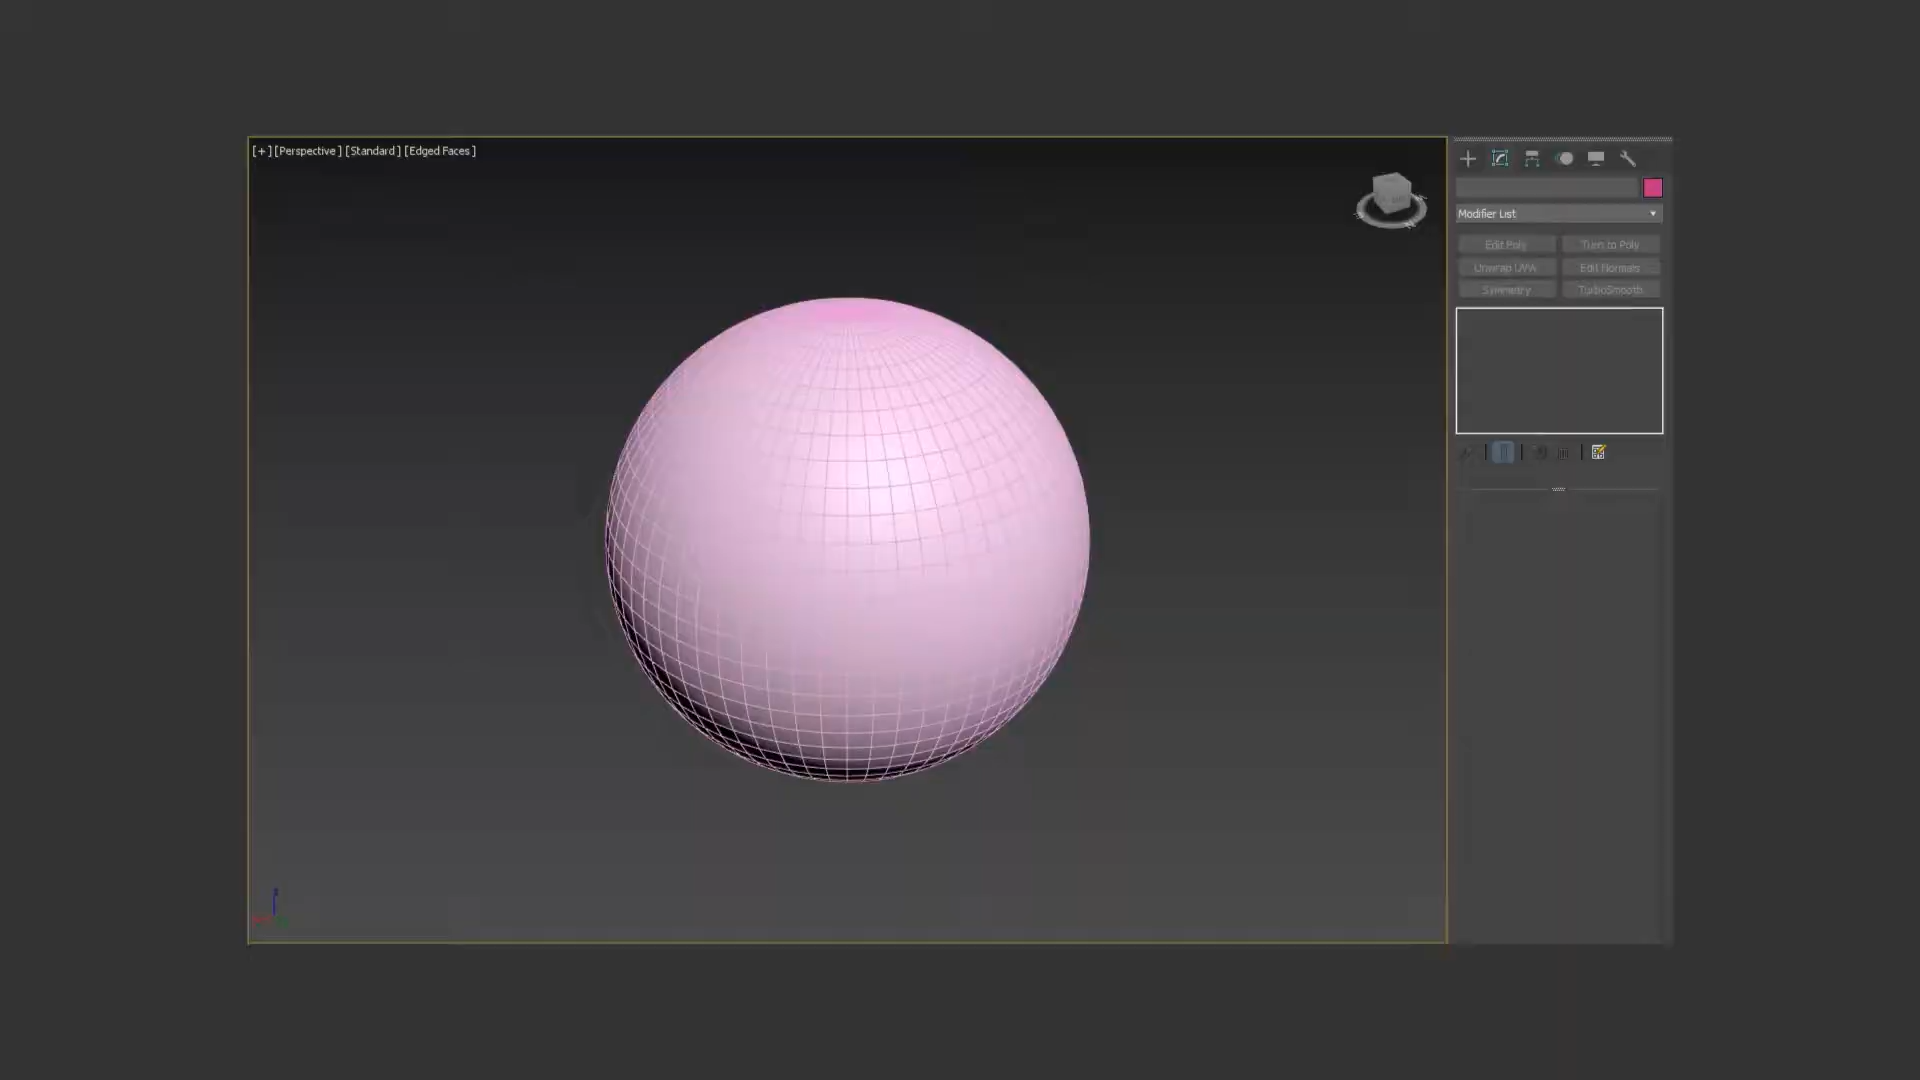 [+] [Perspective] [Standard] [Edged Faces]
Modifier List
Edit Poly
Turn to Poly
Unwrap UVW
Edit Normals
Symmetry
TurboSmooth